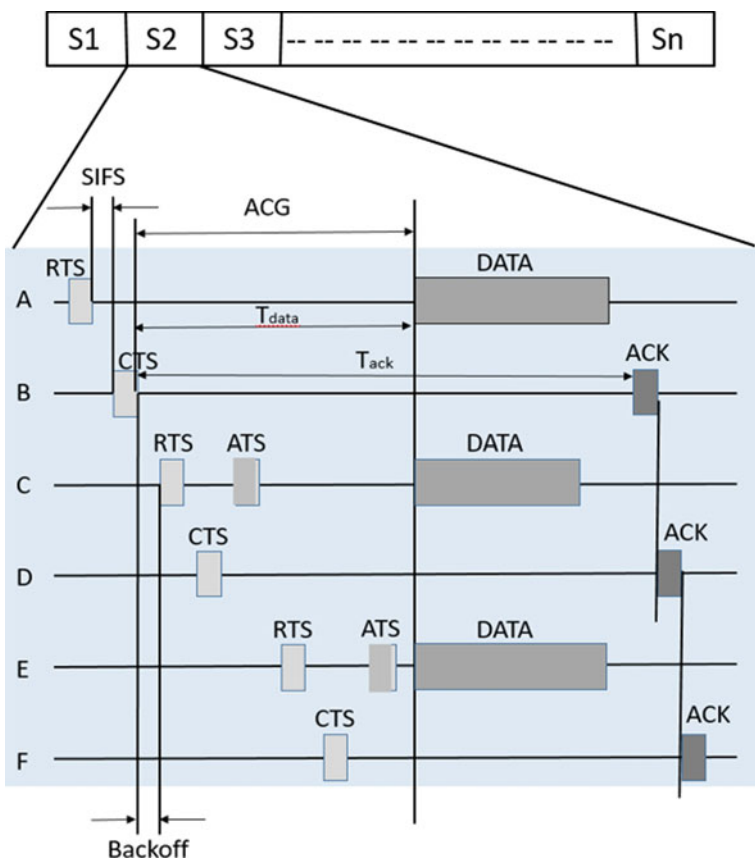 S1 S2 S3 -- -- -- -- -- -- -- -- -- -- -- Sn
SIFS
ACG
RTS
DATA
A
Tdata
CTS
Tack
ACK
B
RTS ATS
DATA
C
CTS
ACK
D
RTS ATS
DATA
E
CTS
ACK
F
Backoff